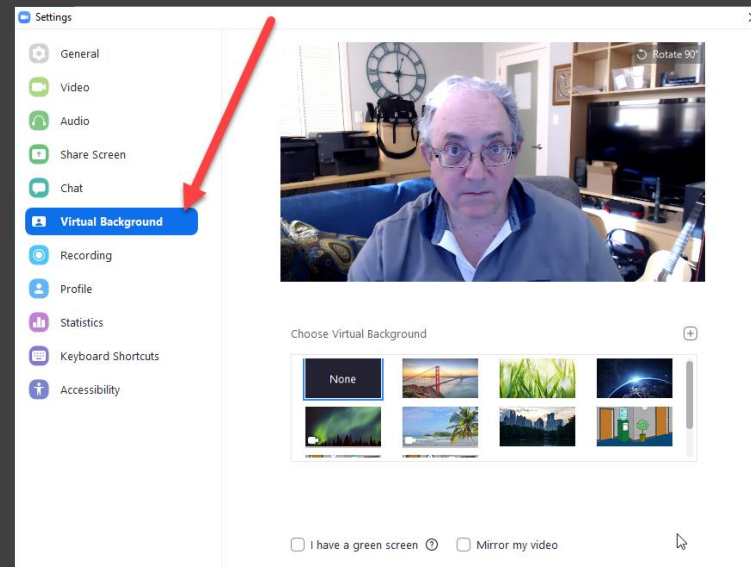 Settings
General
Rotate 90°
Video
Audio
Share Screen
Chat
Virtual Background
Recording
Profile
Statistics
Choose Virtual Background
Keyboard Shortcuts
None
Accessibility
I have a green screen ? Mirror my video